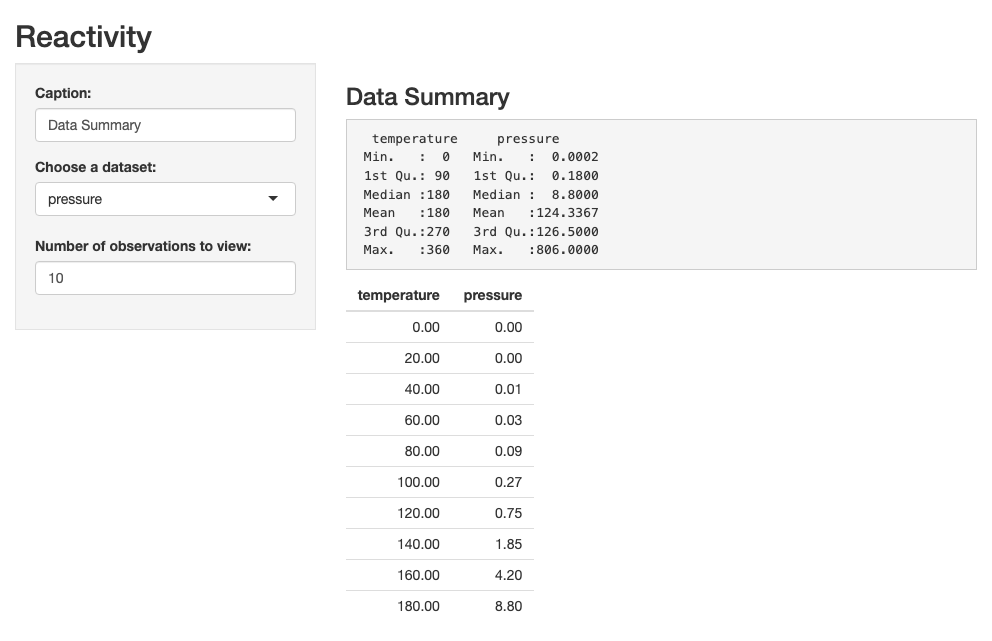 Reactivity
Caption:
Data Summary
Choose a dataset:
pressure
Number of observations to view:
10
Data Summary
temperature pressure
Min. : 0 Min. : 0.0002
1st Qu.: 90 1st Qu.: 0.1800
Median :180 Median : 8.8000
Mean :180 Mean :124.3367
3rd Qu.:270 3rd Qu.:126.5000
Max. :360 Max. :806.0000
temperature pressure
0.00 0.00
20.00 0.00
40.00 0.01
60.00 0.03
80.00 0.09
100.00 0.27
120.00 0.75
140.00 1.85
160.00 4.20
180.00 8.80